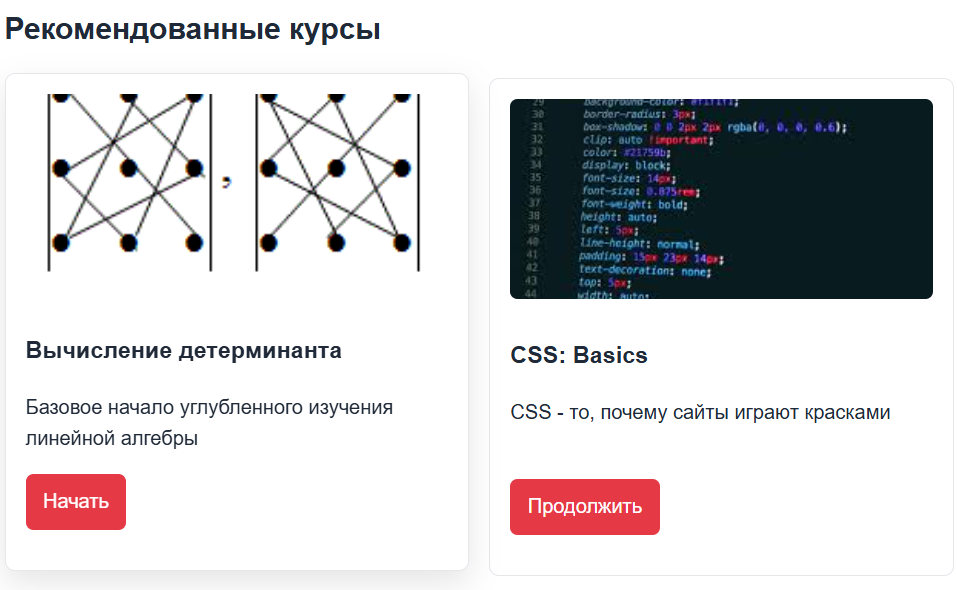 Рекомендованные курсы
,
Вычисление детерминанта
Базовое начало углубленного изучения
линейной алгебры
Начать
29 background-color: #f1f1f1;
30 border-radius: 3px;
31 box-shadow: 0 0 2px 2px rgba(0, 0, 0, 0.6);
32 clip: auto !important;
33 color: #21759b;
34 display: block;
35 font-size: 14px;
36 font-size: 0.875rem;
37 font-weight: bold;
38 height: auto;
39 left: 5px;
40 line-height: normal;
41 padding: 15px 23px 14px;
42 text-decoration: none;
43 top: 5px;
44 width: auto;
CSS: Basics
CSS - то, почему сайты играют красками
Продолжить